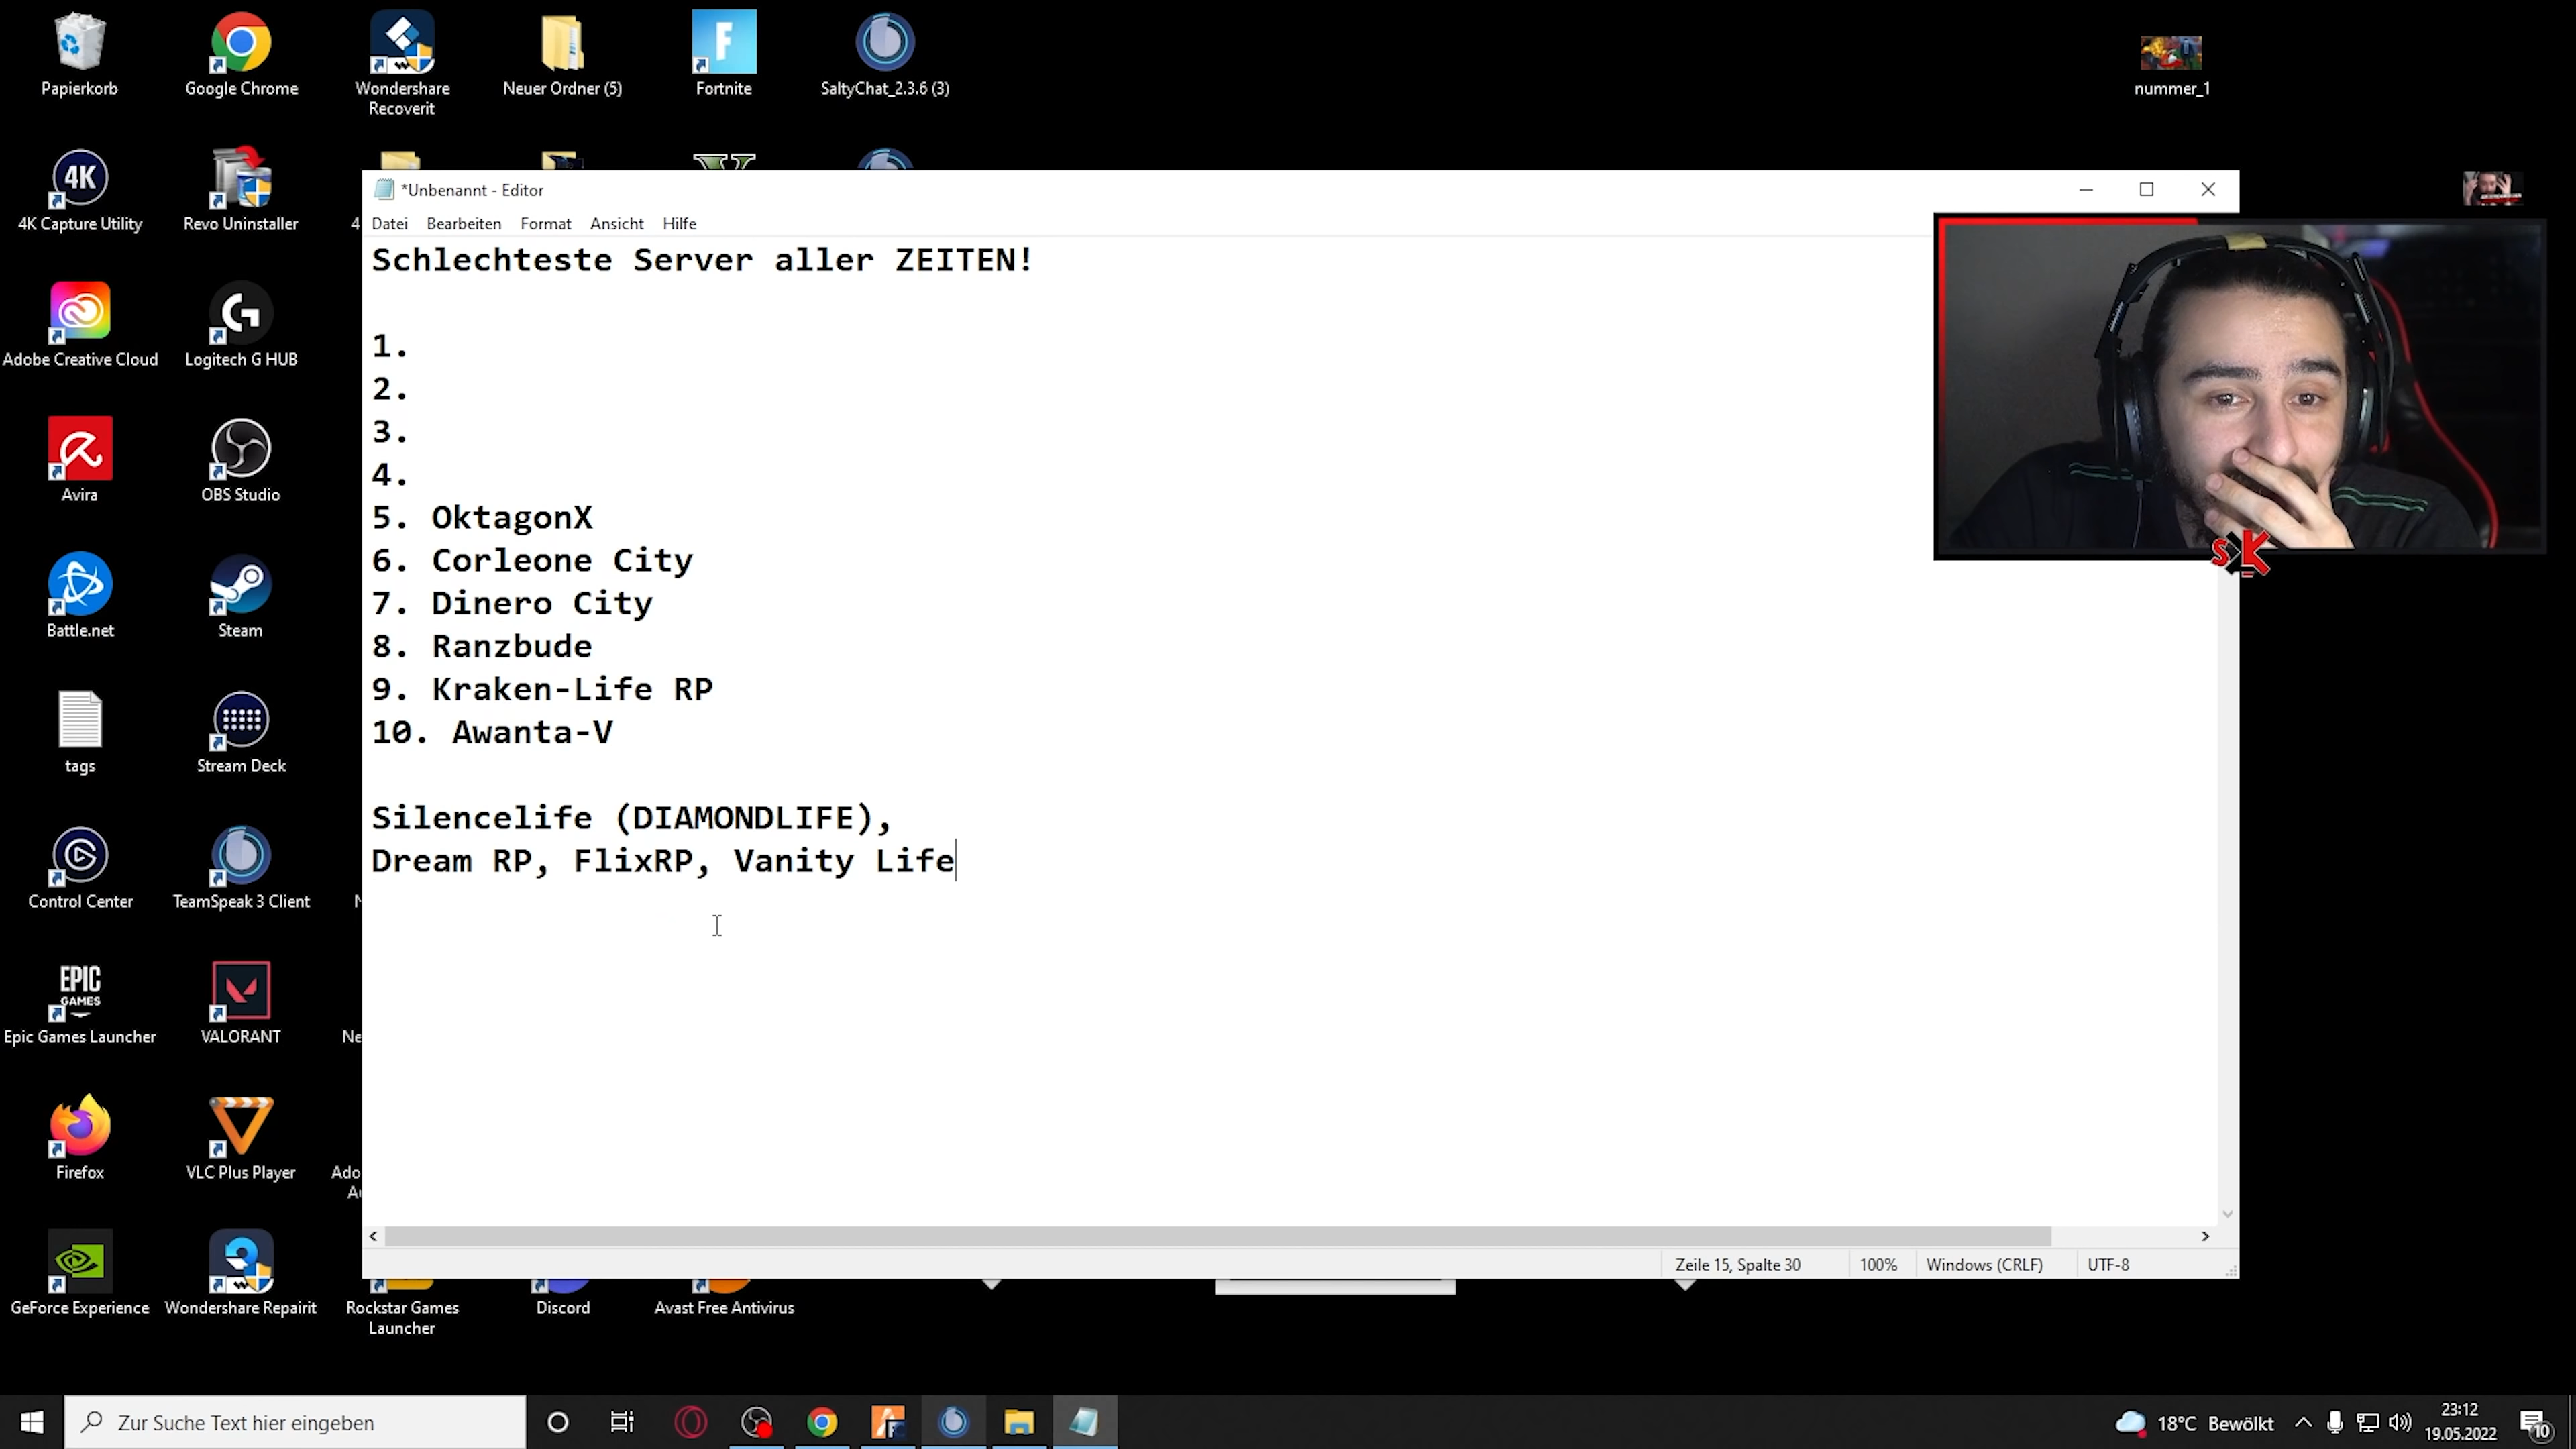 Papierkorb
Google Chrome
Wondershare
Recoverit
Neuer Ordner (5)
Fortnite
SaltyChat_2.3.6 (3)
nummer_1
4K Capture Utility
Revo Uninstaller
Adobe Creative Cloud
Logitech G HUB
Avira
OBS Studio
Battle.net
Steam
tags
Stream Deck
Control Center
TeamSpeak 3 Client
EPIC
GAMES
Epic Games Launcher
VALORANT
Firefox
VLC Plus Player
GeForce Experience
Wondershare Repairit
Rockstar Games
Launcher
Discord
Avast Free Antivirus
*Unbenannt - Editor
Datei Bearbeiten Format Ansicht Hilfe
Schlechteste Server aller ZEITEN!
1.
2.
3.
4.
5. OktagonX
6. Corleone City
7. Dinero City
8. Ranzbude
9. Kraken-Life RP
10. Awanta-V
Silencelife (DIAMONDLIFE),
Dream RP, FlixRP, Vanity Life
Zeile 15, Spalte 30 100% Windows (CRLF) UTF-8
Zur Suche Text hier eingeben
18°C Bewölkt
23:12
19.05.2022
10